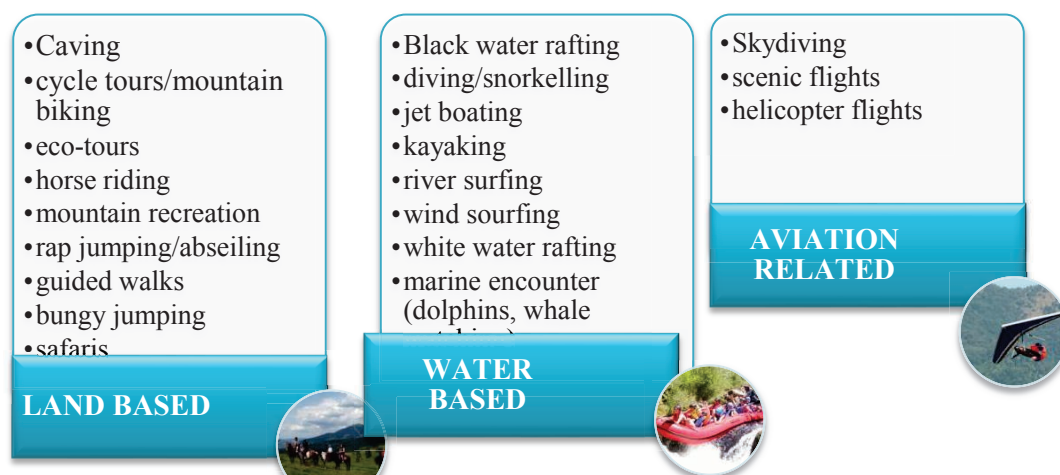 •Caving
•cycle tours/mountain
biking
•eco-tours
•horse riding
•mountain recreation
•rap jumping/abseiling
•guided walks
•bungy jumping
•safaris
LAND BASED
•Black water rafting
•diving/snorkelling
•jet boating
•kayaking
•river surfing
•wind sourfing
•white water rafting
•marine encounter
(dolphins, whale
WATER
BASED
•Skydiving
•scenic flights
•helicopter flights
AVIATION
RELATED